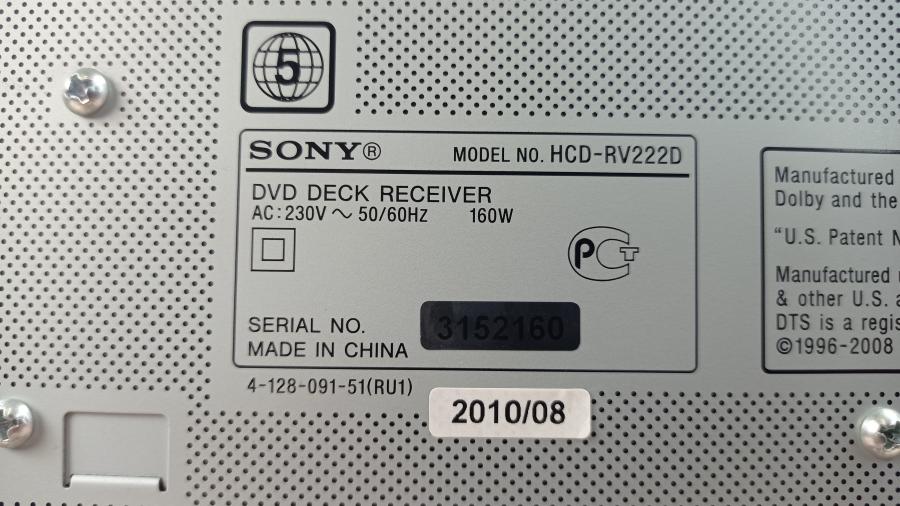 5
SONY® MODEL NO. HCD-RV222D
DVD DECK RECEIVER
AC:230V ～ 50/60HZ 160W
PCT
SERIAL NO. 3152160
MADE IN CHINA
4-128-091-51(RU1)
2010/08
Manufactured
Dolby and the
“U.S. Patent N
Manufactured
& other U.S. a
DTS is a regis
©1996-2008